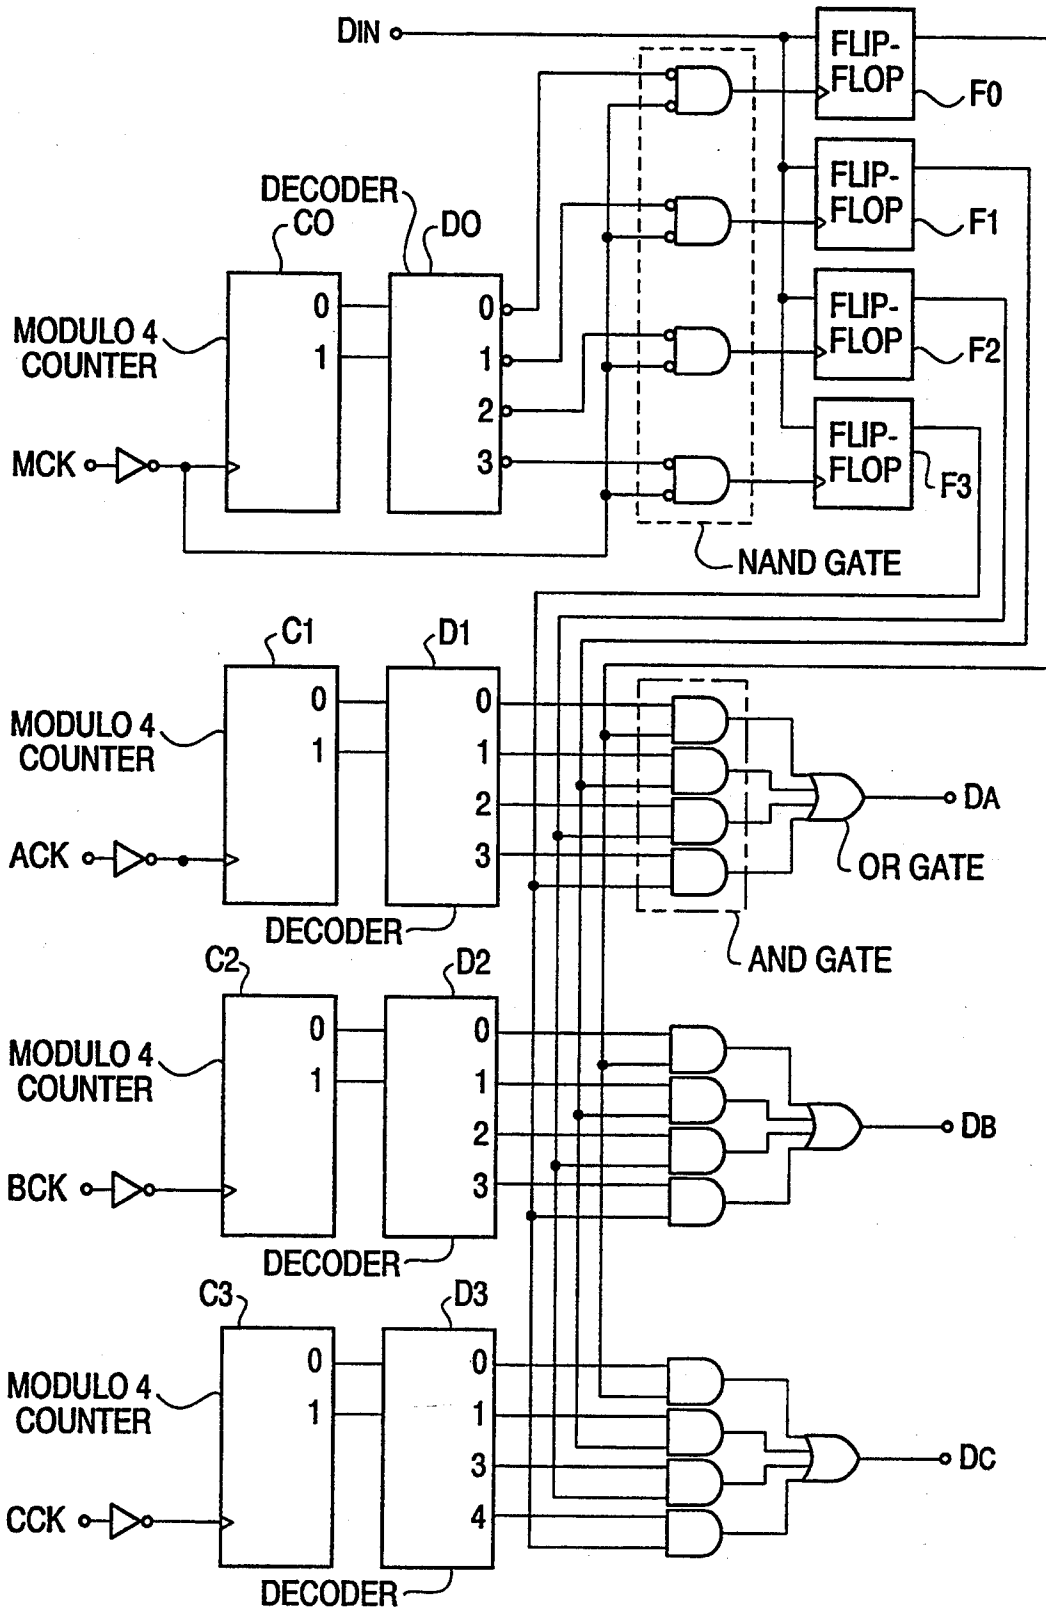 DIN
FLIP-
FLOP
F0
DECODER
CO
DO
0
1
MODULO 4
COUNTER
0
1
2
3
MCK
FLIP-
FLOP
F1
FLIP-
FLOP
F2
FLIP-
FLOP
F3
NAND GATE
C1
D1
MODULO 4
COUNTER
0
1
0
1
2
3
ACK
DECODER
DA
OR GATE
AND GATE
C2
D2
MODULO 4
COUNTER
0
1
0
1
2
3
BCK
DECODER
DB
C3
D3
MODULO 4
COUNTER
0
1
0
1
3
4
CCK
DECODER
DC